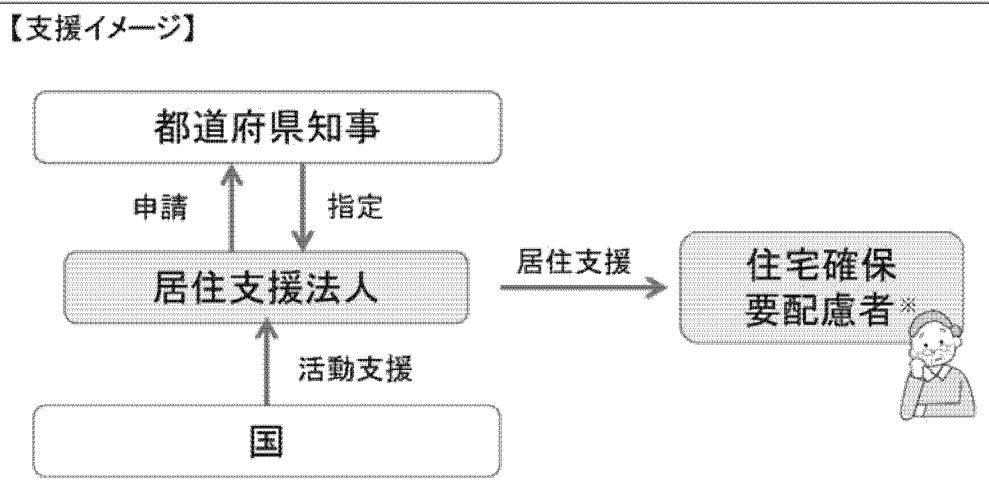 【支援イメージ】
都道府県知事
申請
指定
居住支援法人
居住支援
住宅確保
要配慮者※
活動支援
国